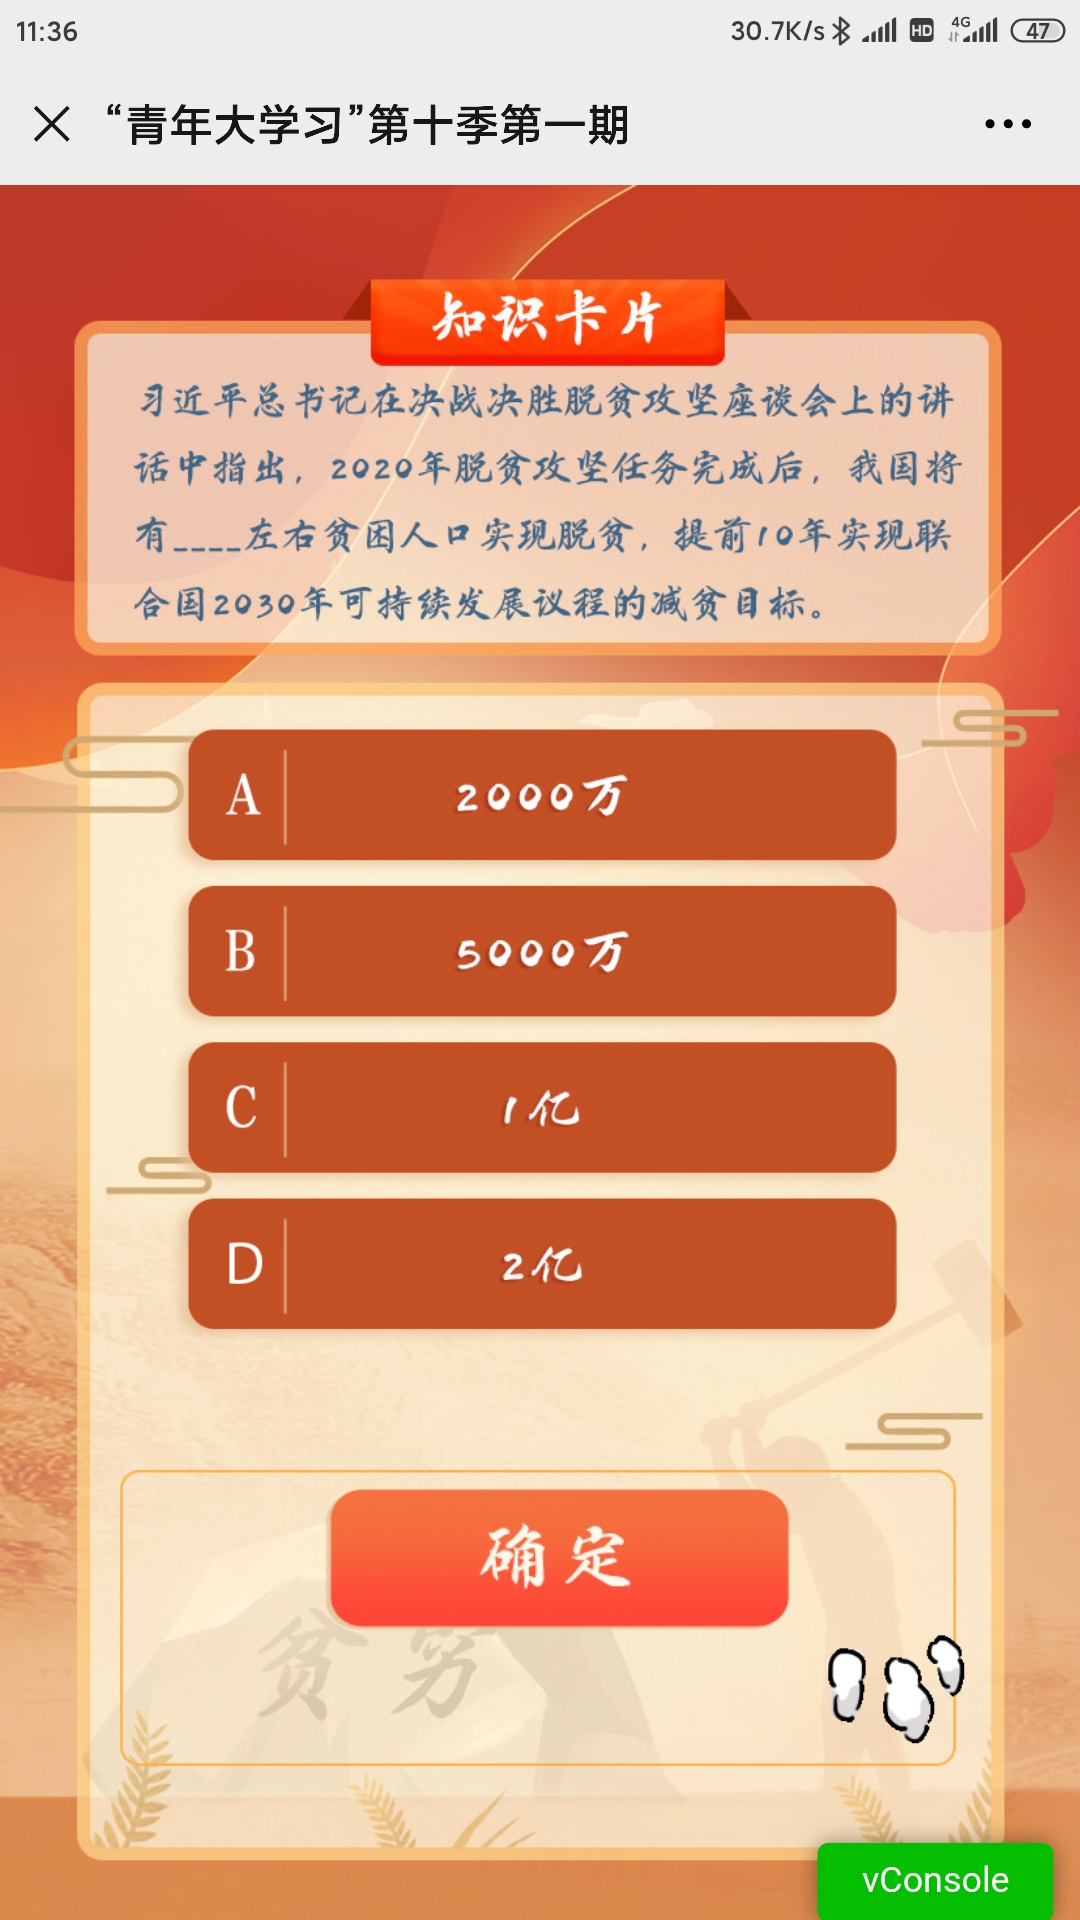 11:36
30.7K/s HD 4G 47
“青年大学习”第十季第一期
知识卡片
习近平总书记在决战决胜脱贫攻坚座谈会上的讲
话中指出，2020年脱贫攻坚任务完成后，我国将
有____左右贫困人口实现脱贫，提前10年实现联
合国2030年可持续发展议程的减贫目标。
A 2000万
B 5000万
C 1亿
D 2亿
确定
贫穷
vConsole